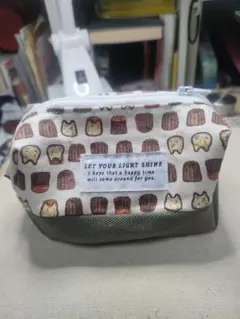 LET YOUR LIGHT SHINE
i hope that a happy time
will come around for you.